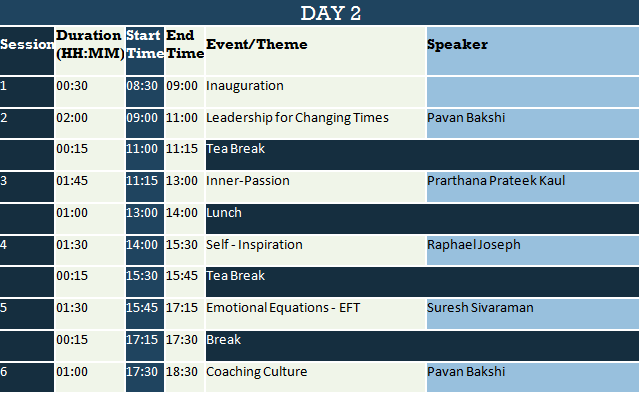 DAY 2
Session Duration (HH:MM) Start Time End Time Event/Theme Speaker
1 00:30 08:30 09:00 Inauguration
2 02:00 09:00 11:00 Leadership for Changing Times Pavan Bakshi
00:15 11:00 11:15 Tea Break
3 01:45 11:15 13:00 Inner-Passion Prarthana Prateek Kaul
01:00 13:00 14:00 Lunch
4 01:30 14:00 15:30 Self - Inspiration Raphael Joseph
00:15 15:30 15:45 Tea Break
5 01:30 15:45 17:15 Emotional Equations - EFT Suresh Sivaraman
00:15 17:15 17:30 Break
6 01:00 17:30 18:30 Coaching Culture Pavan Bakshi